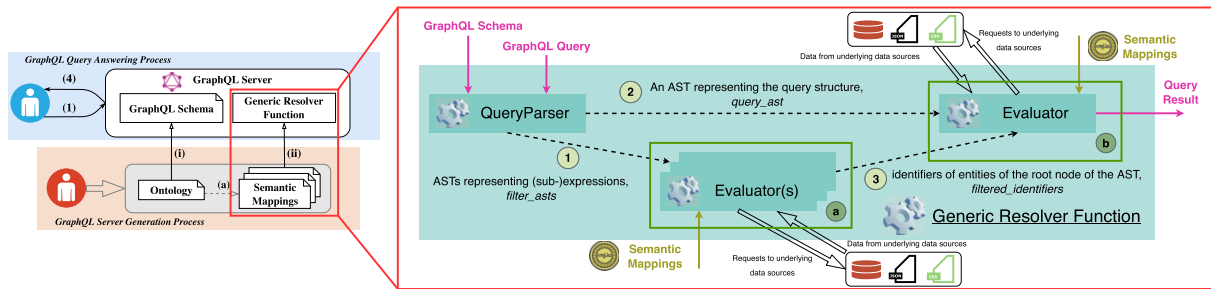 GraphQL Query Answering Process
(4)
(1)
GraphQL Server
GraphQL Schema
Generic Resolver
Function
(i)
(ii)
Ontology
(a)
Semantic
Mappings
GraphQL Server Generation Process
GraphQL Schema
GraphQL Query
JSON
CSV
Data from underlying data sources
Requests to underlying
data sources
Semantic
Mappings
QueryParser
2
An AST representing the query structure,
query_ast
Evaluator
b
Query
Result
1
ASTs representing (sub-)expressions,
filter_asts
Evaluator(s)
a
3
identifiers of entities of the root node of the AST,
filtered_identifiers
Generic Resolver Function
Semantic
Mappings
Requests to underlying
data sources
Data from underlying data sources
JSON
CSV